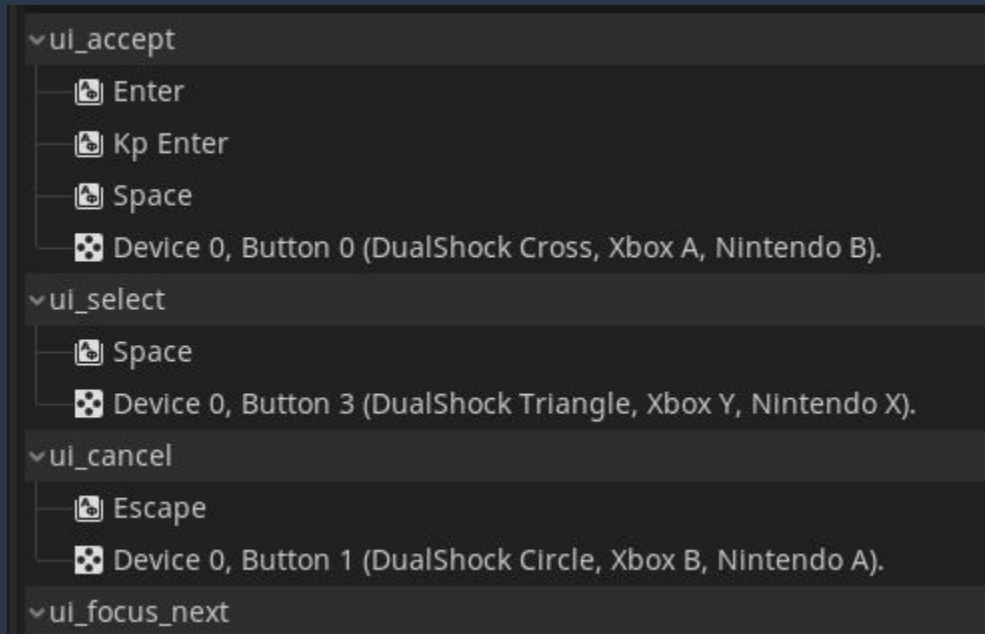 ui_accept
Enter
Kp Enter
Space
Device 0, Button 0 (DualShock Cross, Xbox A, Nintendo B).
ui_select
Space
Device 0, Button 3 (DualShock Triangle, Xbox Y, Nintendo X).
ui_cancel
Escape
Device 0, Button 1 (DualShock Circle, Xbox B, Nintendo A).
ui_focus_next